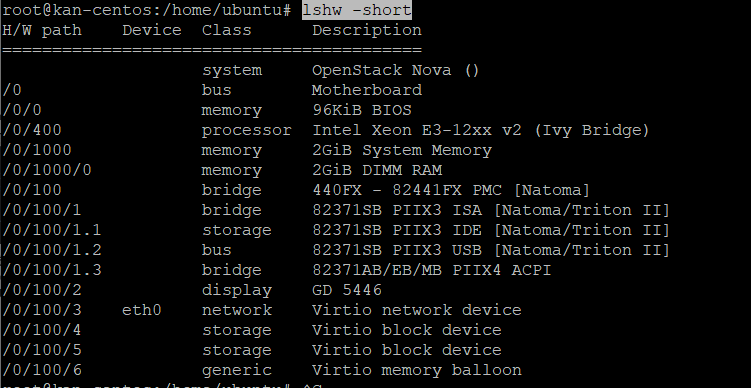 root@kan-centos:/home/ubuntu# lshw -short
H/W path    Device  Class      Description
==========================================
                    system     OpenStack Nova ()
/0                  bus        Motherboard
/0/0                memory     96KiB BIOS
/0/400              processor  Intel Xeon E3-12xx v2 (Ivy Bridge)
/0/1000             memory     2GiB System Memory
/0/1000/0           memory     2GiB DIMM RAM
/0/100              bridge     440FX - 82441FX PMC [Natoma]
/0/100/1            bridge     82371SB PIIX3 ISA [Natoma/Triton II]
/0/100/1.1          storage    82371SB PIIX3 IDE [Natoma/Triton II]
/0/100/1.2          bus        82371SB PIIX3 USB [Natoma/Triton II]
/0/100/1.3          bridge     82371AB/EB/MB PIIX4 ACPI
/0/100/2            display    GD 5446
/0/100/3    eth0    network    Virtio network device
/0/100/4            storage    Virtio block device
/0/100/5            storage    Virtio block device
/0/100/6            generic    Virtio memory balloon
root@kan-centos:/home/ubuntu# ^C